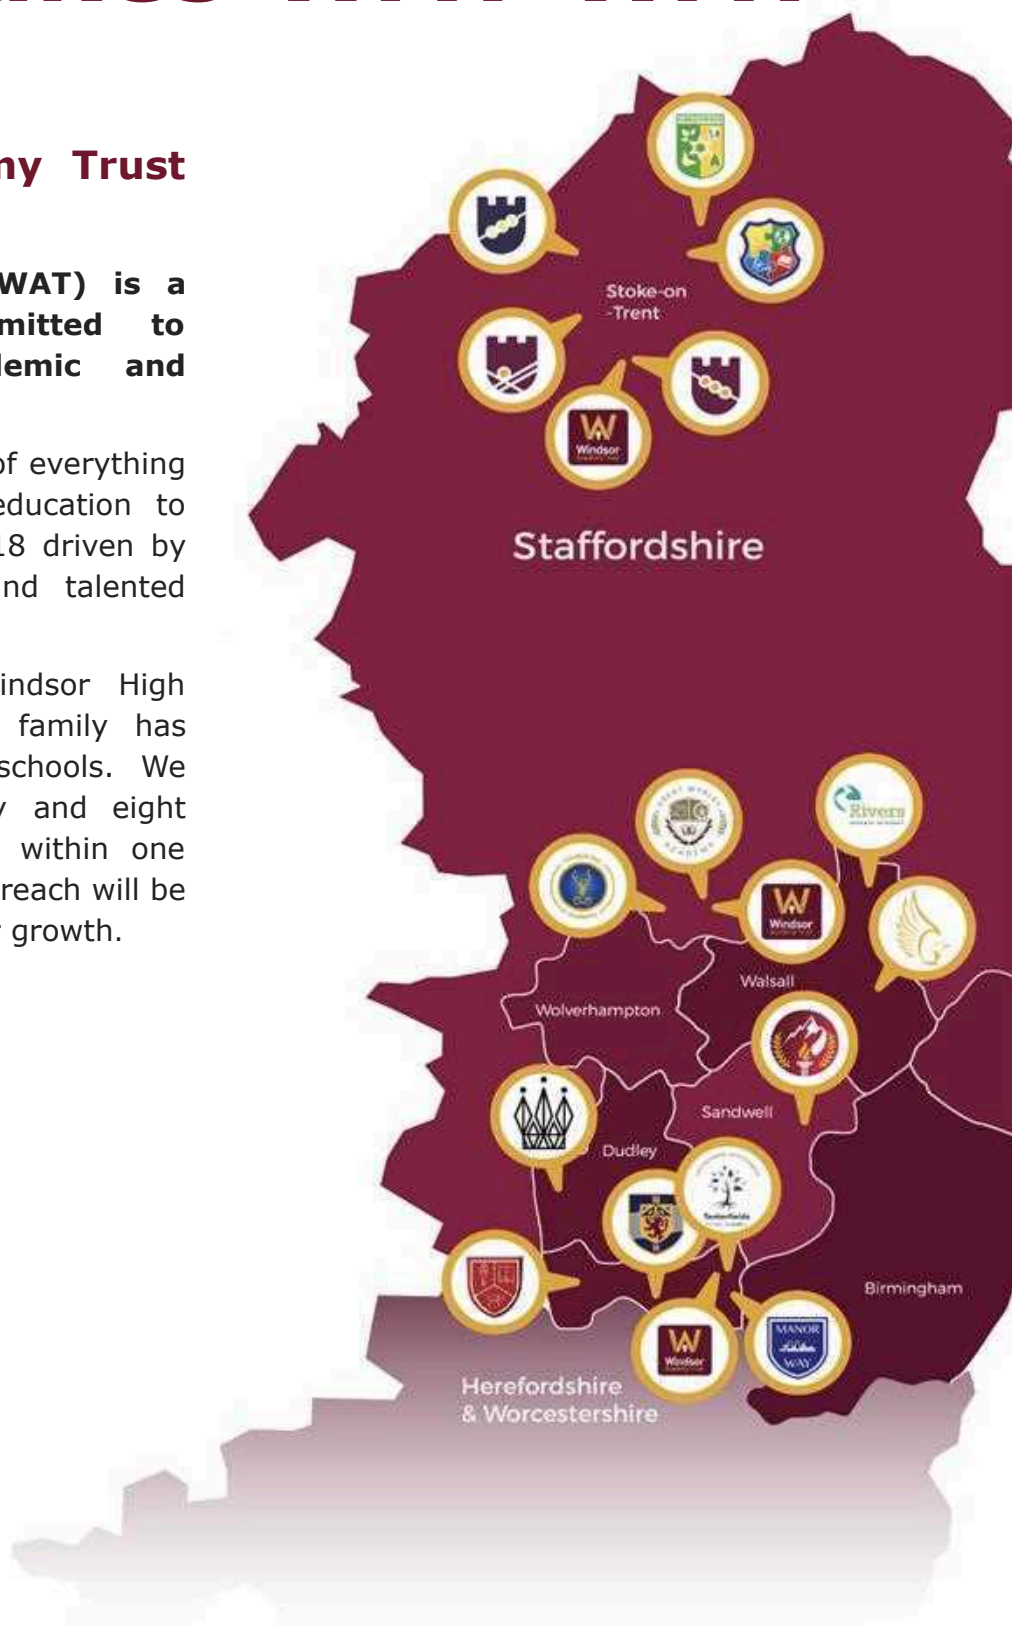 my Trust
WAT) is a
mitted to
demic and
of everything
education to
18 driven by
nd talented
indsor High
family has
schools. We
y and eight
within one
reach will be
r growth.
Stoke-on
-Trent
W
Windsor
Staffordshire
Rivers
W
Windsor
Walsall
Wolverhampton
Sandwell
Dudley
Tenterfields
Birmingham
W
Windsor
MANOR
WAY
Herefordshire
& Worcestershire